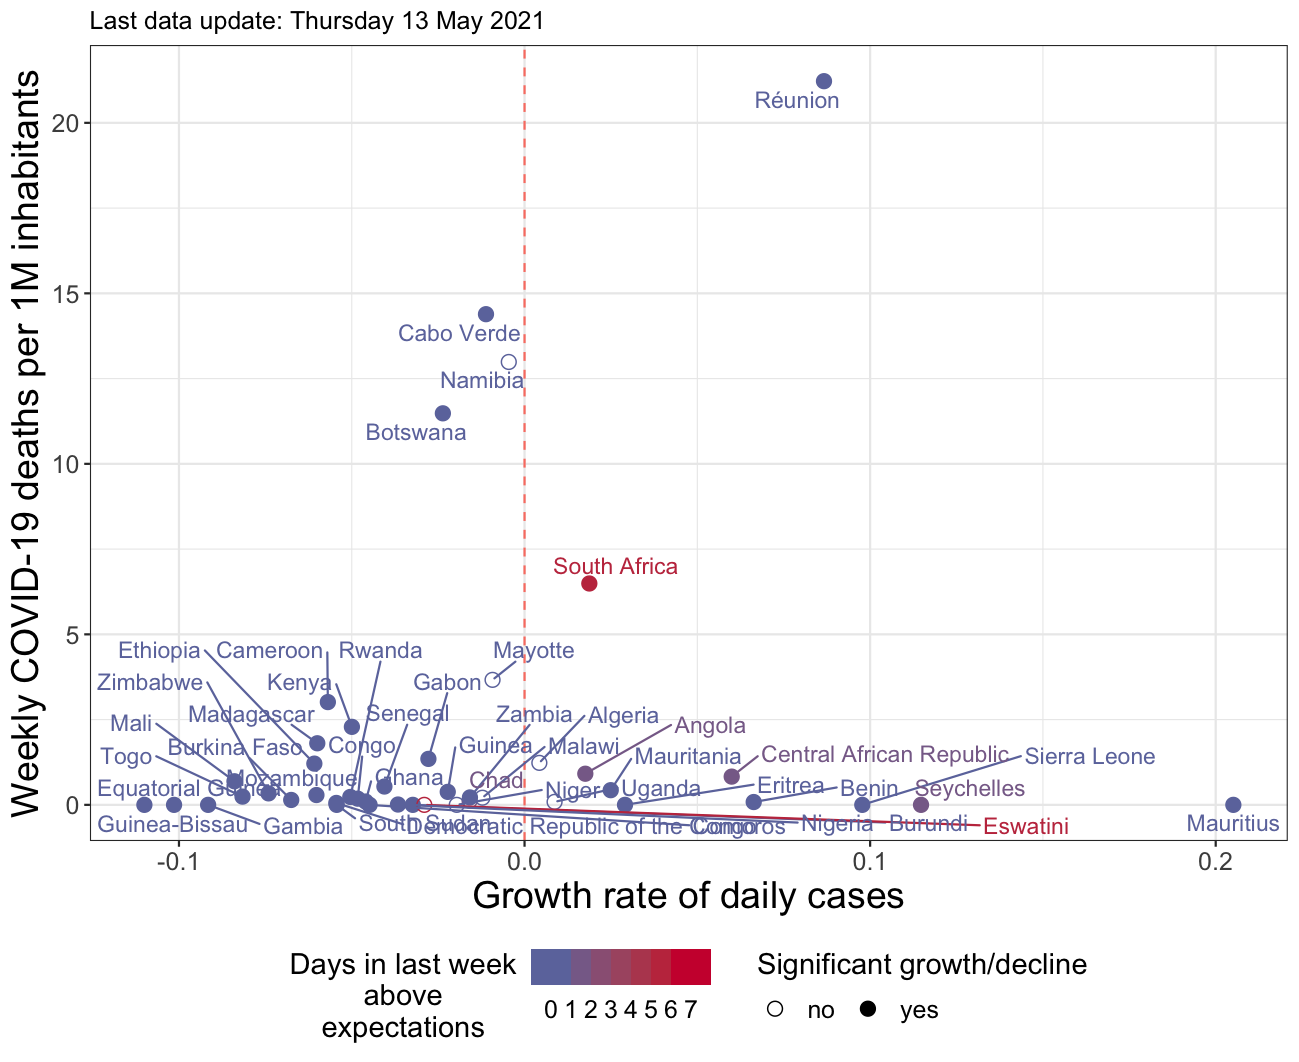 Last data update: Thursday 13 May 2021
Weekly COVID-19 deaths per 1M inhabitants
20
15
10
5
0
Réunion
Cabo Verde
Namibia
Botswana
South Africa
Ethiopia
Cameroon
Rwanda
Mayotte
Zimbabwe
Kenya
Gabon
Mali
Madagascar
Senegal
Zambia
Algeria
Angola
Togo
Burkina Faso
Congo
Guinea
Malawi
Mauritania
Central African Republic
Sierra Leone
Equatorial Guinea
Mozambique
Ghana
Chad
Niger
Uganda
Eritrea
Benin
Seychelles
Guinea-Bissau
Gambia
South Sudan
Democratic Republic of the Congo
Comoros
Nigeria
Burundi
Eswatini
Mauritius
-0.1
0.0
0.1
0.2
Growth rate of daily cases
Days in last week
above
expectations
0 1 2 3 4 5 6 7
Significant growth/decline
no
yes